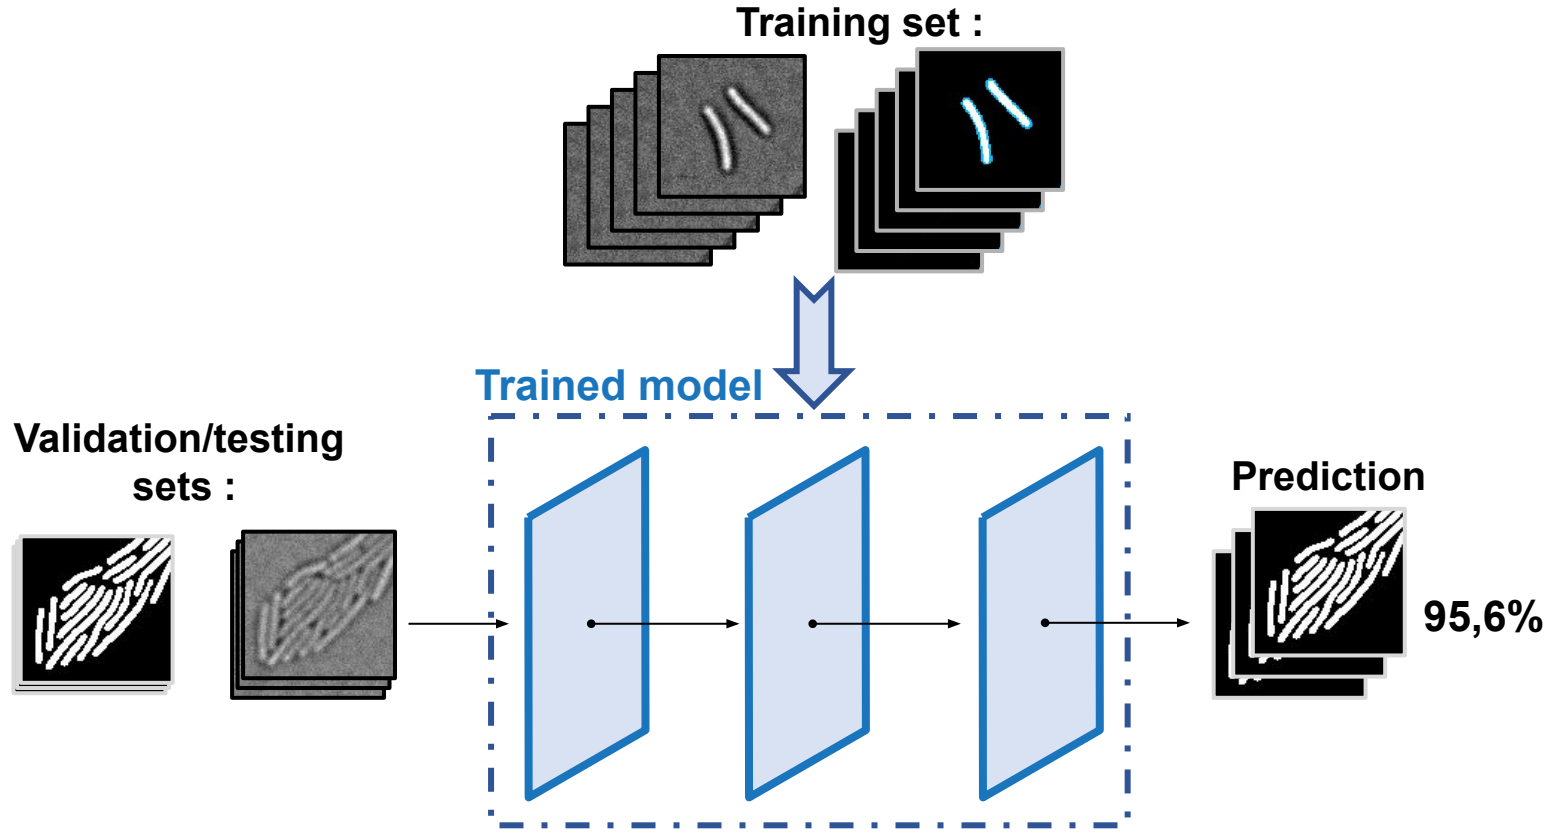 Training set :
Trained model
Validation/testing
sets :
Prediction
95,6%